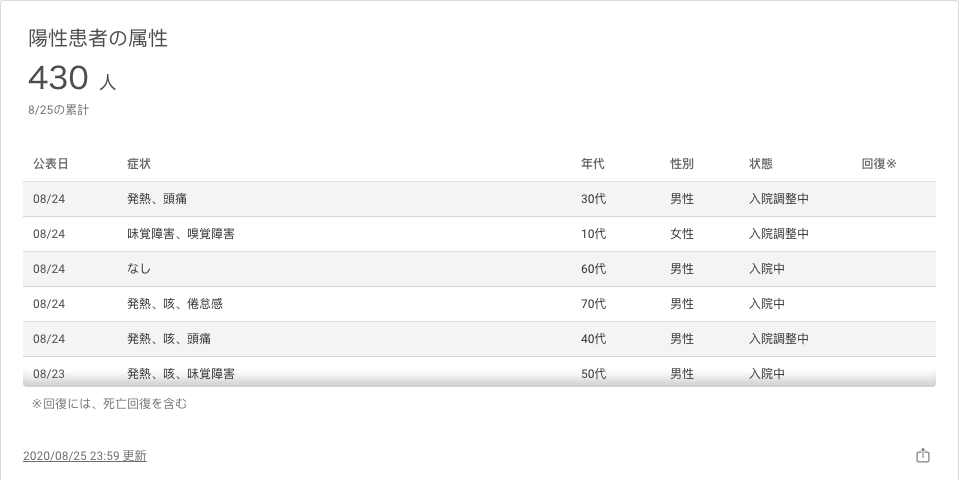 陽性患者の属性
430 人
8/25の累計
公表日 症状 年代 性別 状態 回復※
08/24 発熱、頭痛 30代 男性 入院調整中
08/24 味覚障害、嗅覚障害 10代 女性 入院調整中
08/24 なし 60代 男性 入院中
08/24 発熱、咳、倦怠感 70代 男性 入院中
08/24 発熱、咳、頭痛 40代 男性 入院調整中
08/23 発熱、咳、味覚障害 50代 男性 入院中
※回復には、死亡回復を含む
2020/08/25 23:59 更新